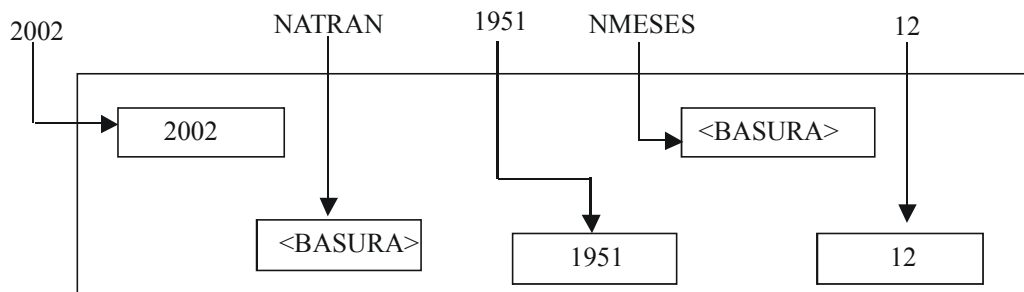 2002 NATRAN 1951 NMESES 12
2002 <BASURA>
<BASURA> 1951 12